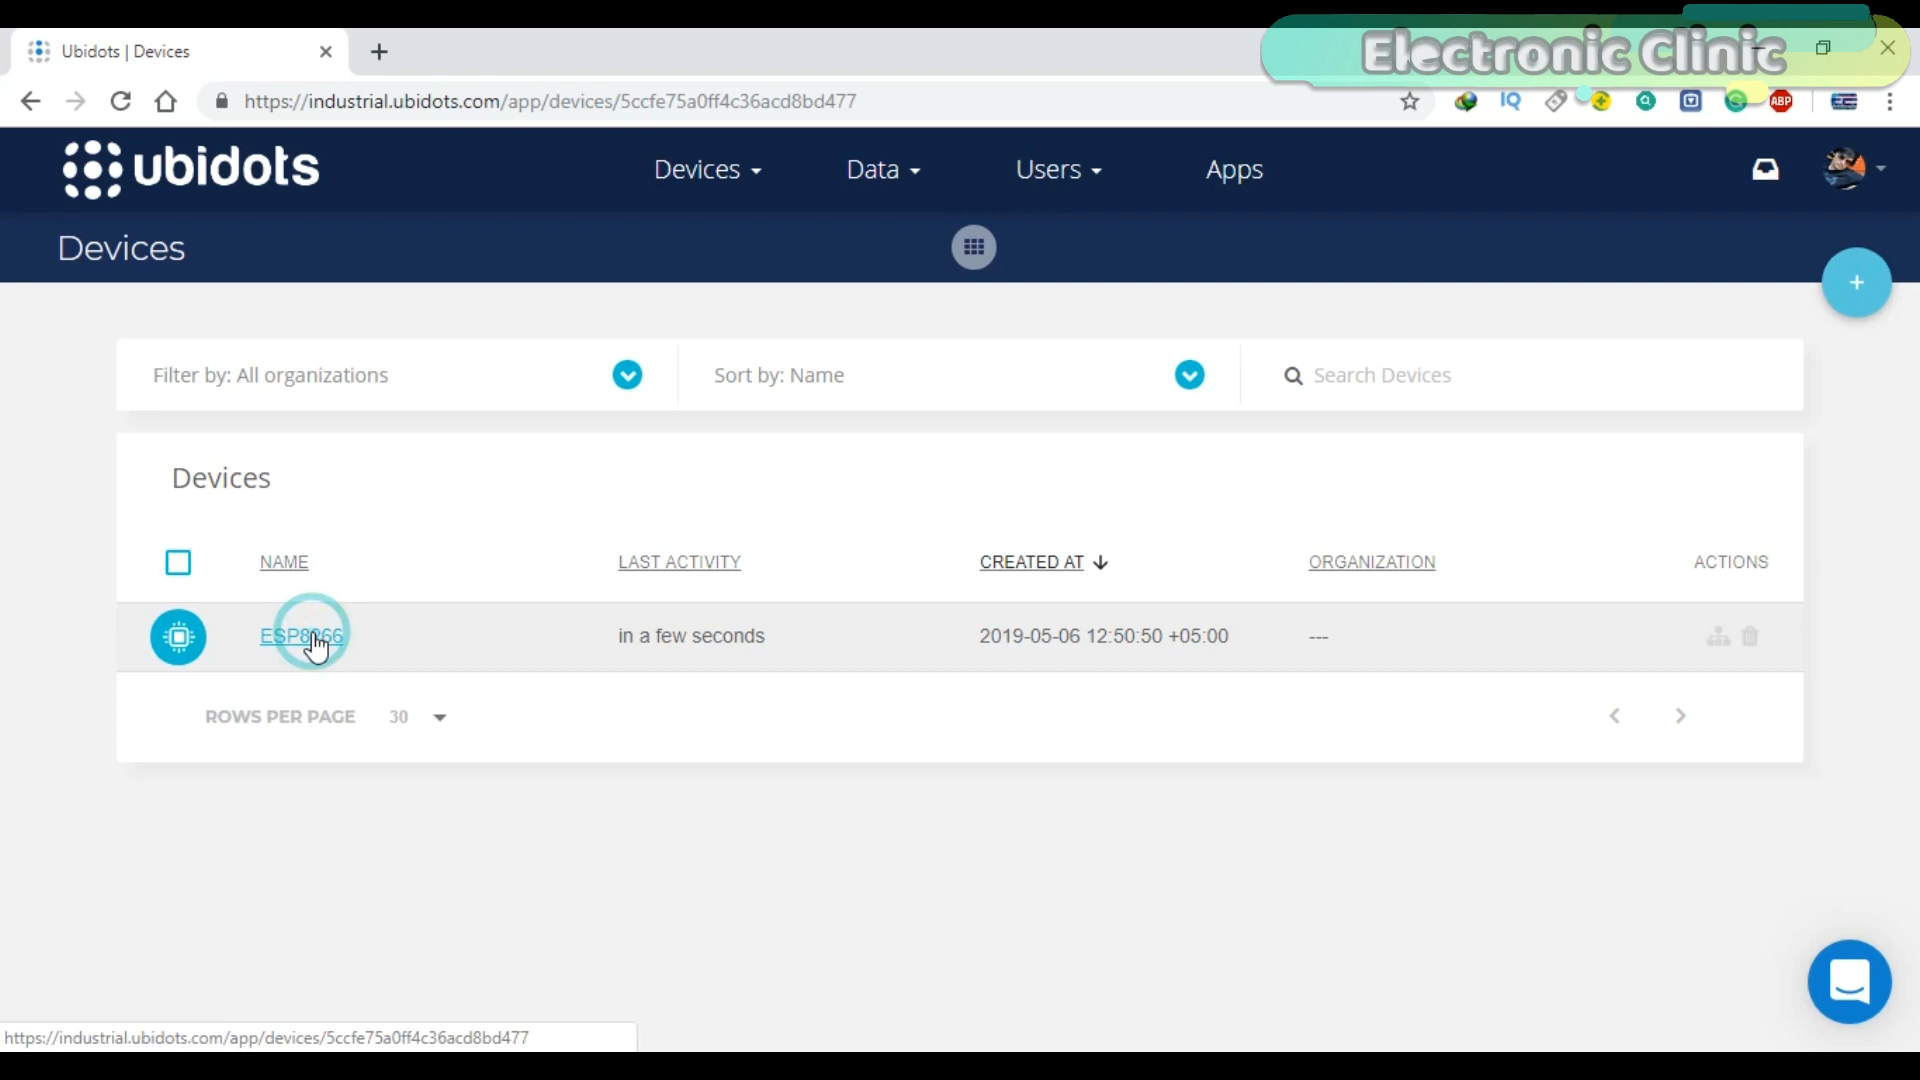 Ubidots | Devices
Electronic Clinic
https://industrial.ubidots.com/app/devices/5ccfe75a0ff4c36acd8bd477
IQ
ABP
ubidots
Devices
Data
Users
Apps
Devices
Filter by: All organizations
Sort by: Name
Search Devices
Devices
NAME
LAST ACTIVITY
CREATED AT
ORGANIZATION
ACTIONS
ESP8266
in a few seconds
2019-05-06 12:50:50 +05:00
---
ROWS PER PAGE
30
https://industrial.ubidots.com/app/devices/5ccfe75a0ff4c36acd8bd477